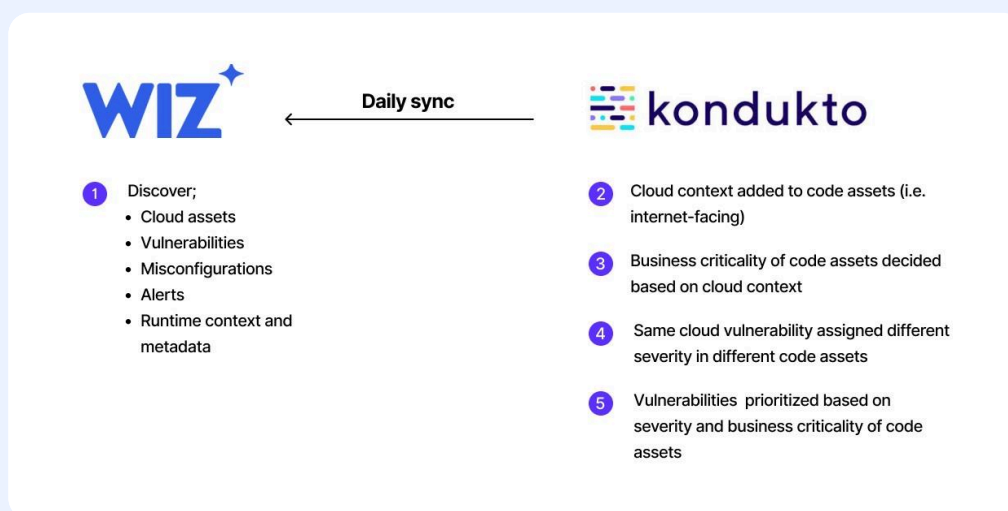 WIZ
Daily sync
kondukto
1 Discover;
• Cloud assets
• Vulnerabilities
• Misconfigurations
• Alerts
• Runtime context and
metadata
2 Cloud context added to code assets (i.e.
internet-facing)
3 Business criticality of code assets decided
based on cloud context
4 Same cloud vulnerability assigned different
severity in different code assets
5 Vulnerabilities prioritized based on
severity and business criticality of code
assets